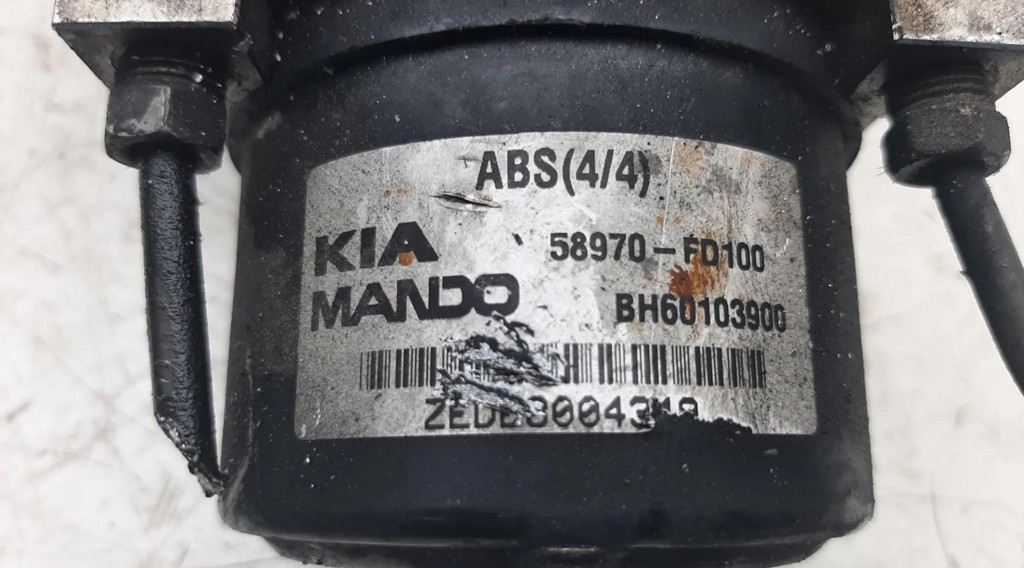 ABS(4/4)
KIA 58970-FD100
MANDO BH60103900